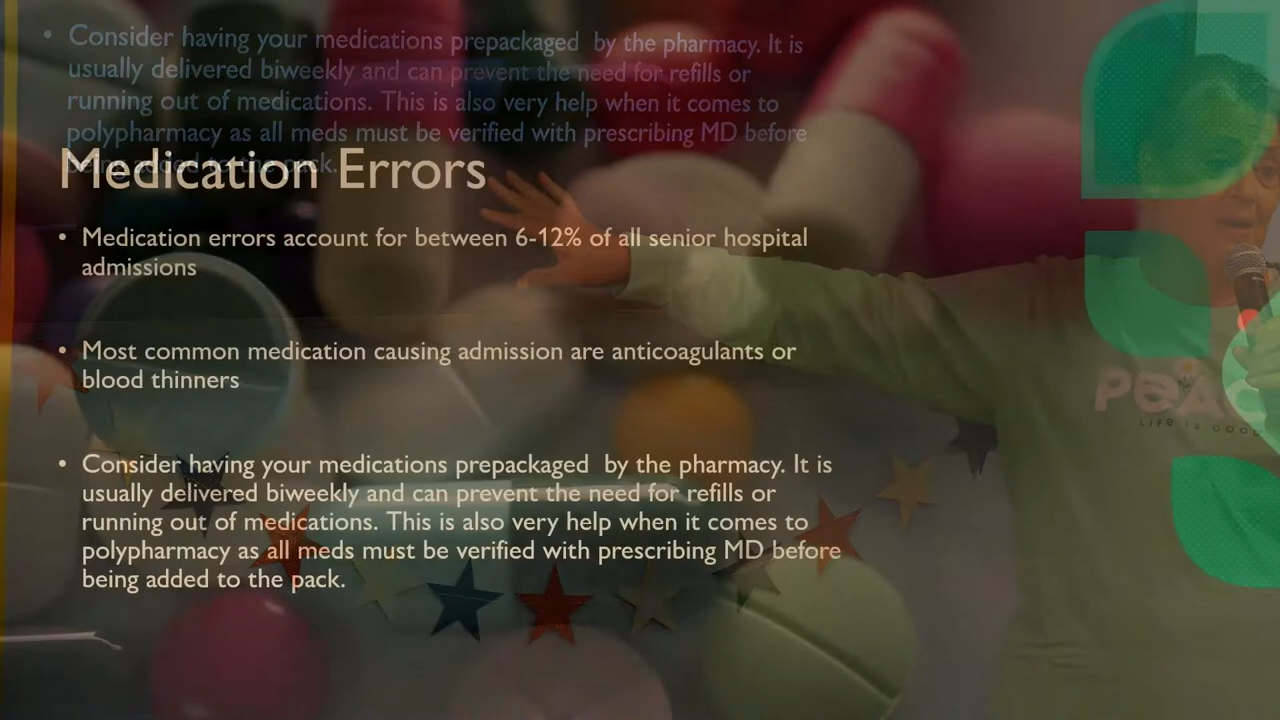 • Consider having your medications prepackaged  by the pharmacy. It is
usually delivered biweekly and can prevent the need for refills or
running out of medications. This is also very help when it comes to
polypharmacy as all meds must be verified with prescribing MD before
being added to the pack.
Medication Errors
• Medication errors account for between 6-12% of all senior hospital
admissions
• Most common medication causing admission are anticoagulants or
blood thinners
PEAC
LIFE IS GOOD
• Consider having your medications prepackaged  by the pharmacy. It is
usually delivered biweekly and can prevent the need for refills or
running out of medications. This is also very help when it comes to
polypharmacy as all meds must be verified with prescribing MD before
being added to the pack.